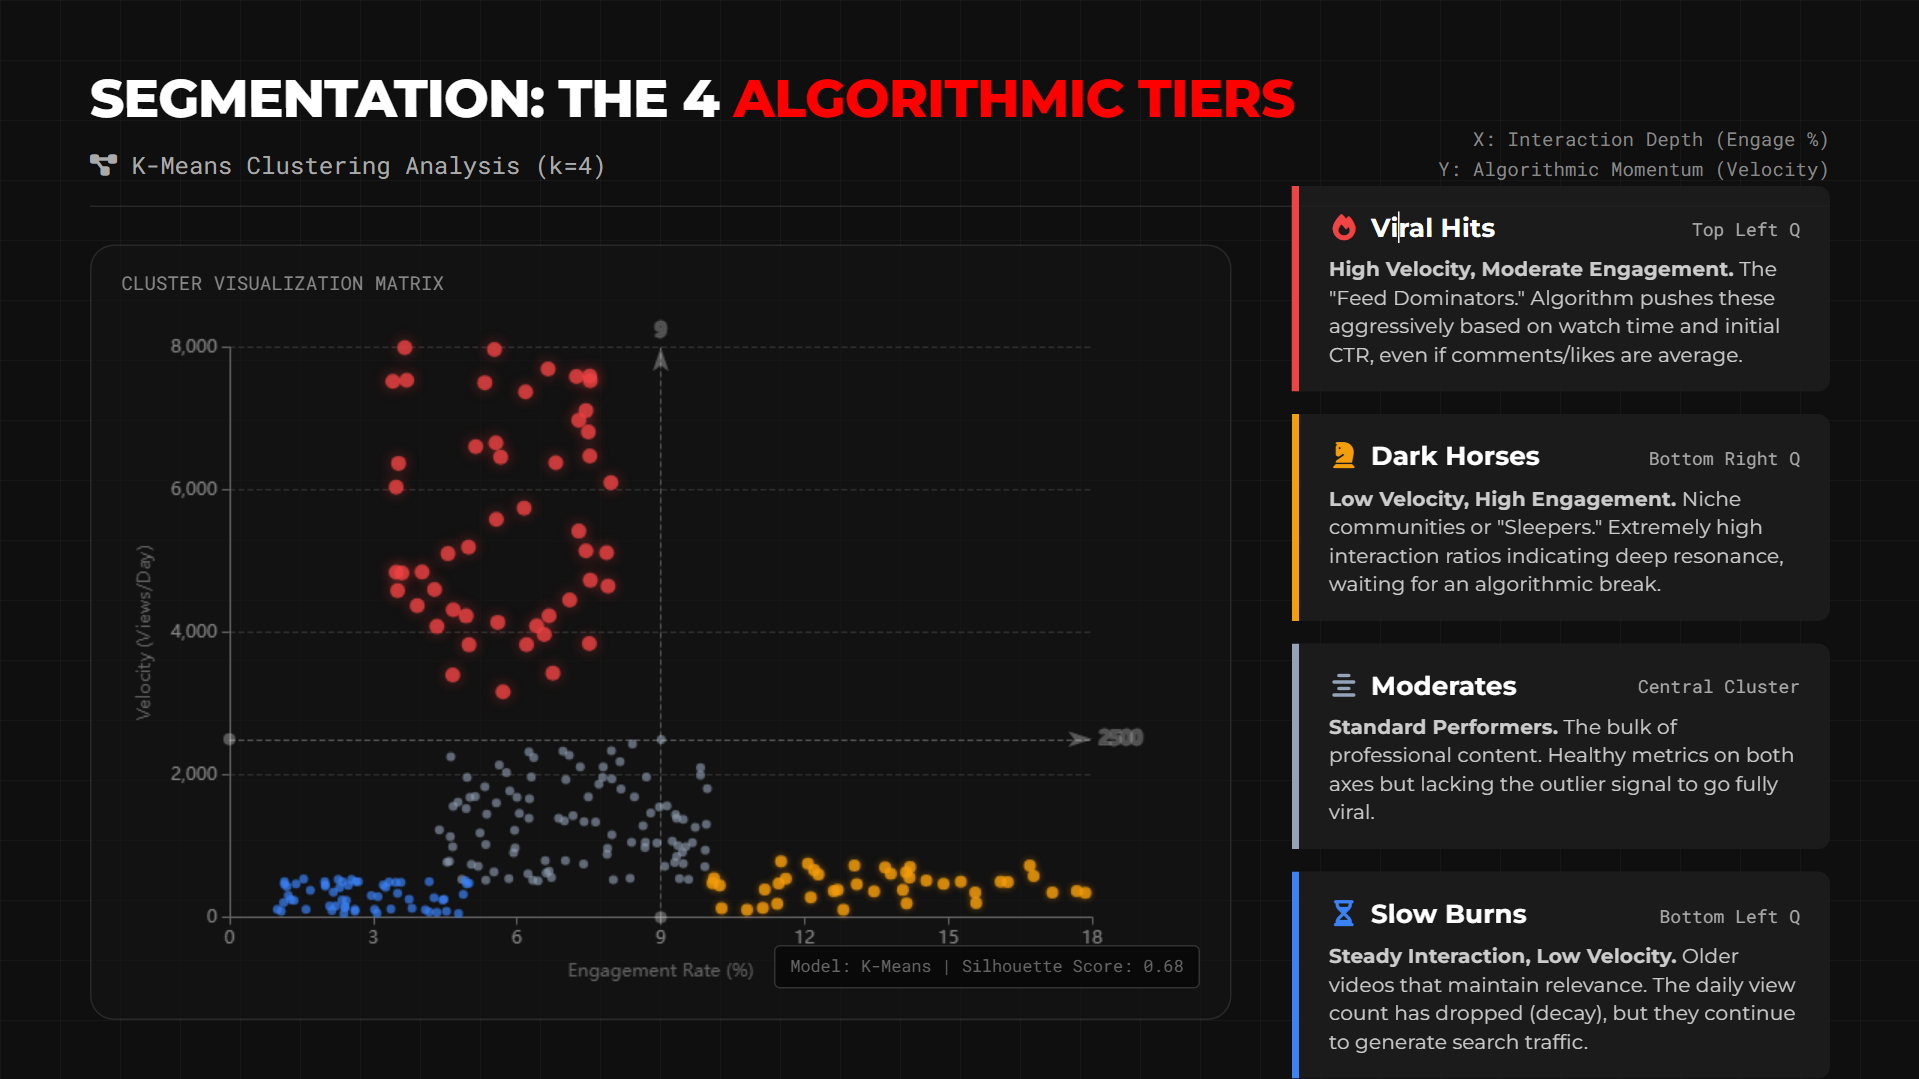 SEGMENTATION: THE 4 ALGORITHMIC TIERS
K-Means Clustering Analysis (k=4)
X: Interaction Depth (Engage %)
Y: Algorithmic Momentum (Velocity)
CLUSTER VISUALIZATION MATRIX
9
8,000
6,000
4,000
2500
2,000
0
Velocity (Views/Day)
0
3
6
9
12
15
18
Engagement Rate (%)
Model: K-Means | Silhouette Score: 0.68
Viral Hits
Top Left Q
High Velocity, Moderate Engagement. The
"Feed Dominators." Algorithm pushes these
aggressively based on watch time and initial
CTR, even if comments/likes are average.
Dark Horses
Bottom Right Q
Low Velocity, High Engagement. Niche
communities or "Sleepers." Extremely high
interaction ratios indicating deep resonance,
waiting for an algorithmic break.
Moderates
Central Cluster
Standard Performers. The bulk of
professional content. Healthy metrics on both
axes but lacking the outlier signal to go fully
viral.
Slow Burns
Bottom Left Q
Steady Interaction, Low Velocity. Older
videos that maintain relevance. The daily view
count has dropped (decay), but they continue
to generate search traffic.